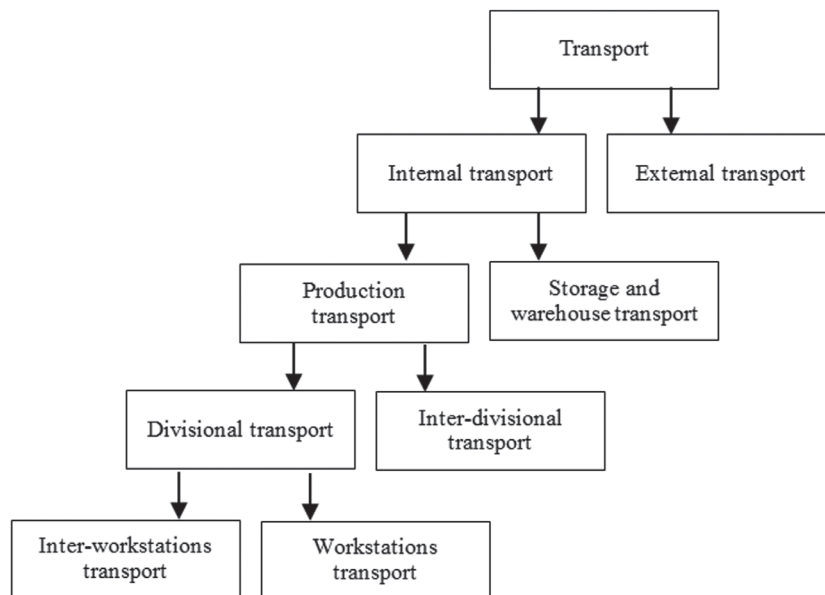 Transport
Internal transport
External transport
Production
transport
Storage and
warehouse transport
Divisional transport
Inter-divisional
transport
Inter-workstations
transport
Workstations
transport